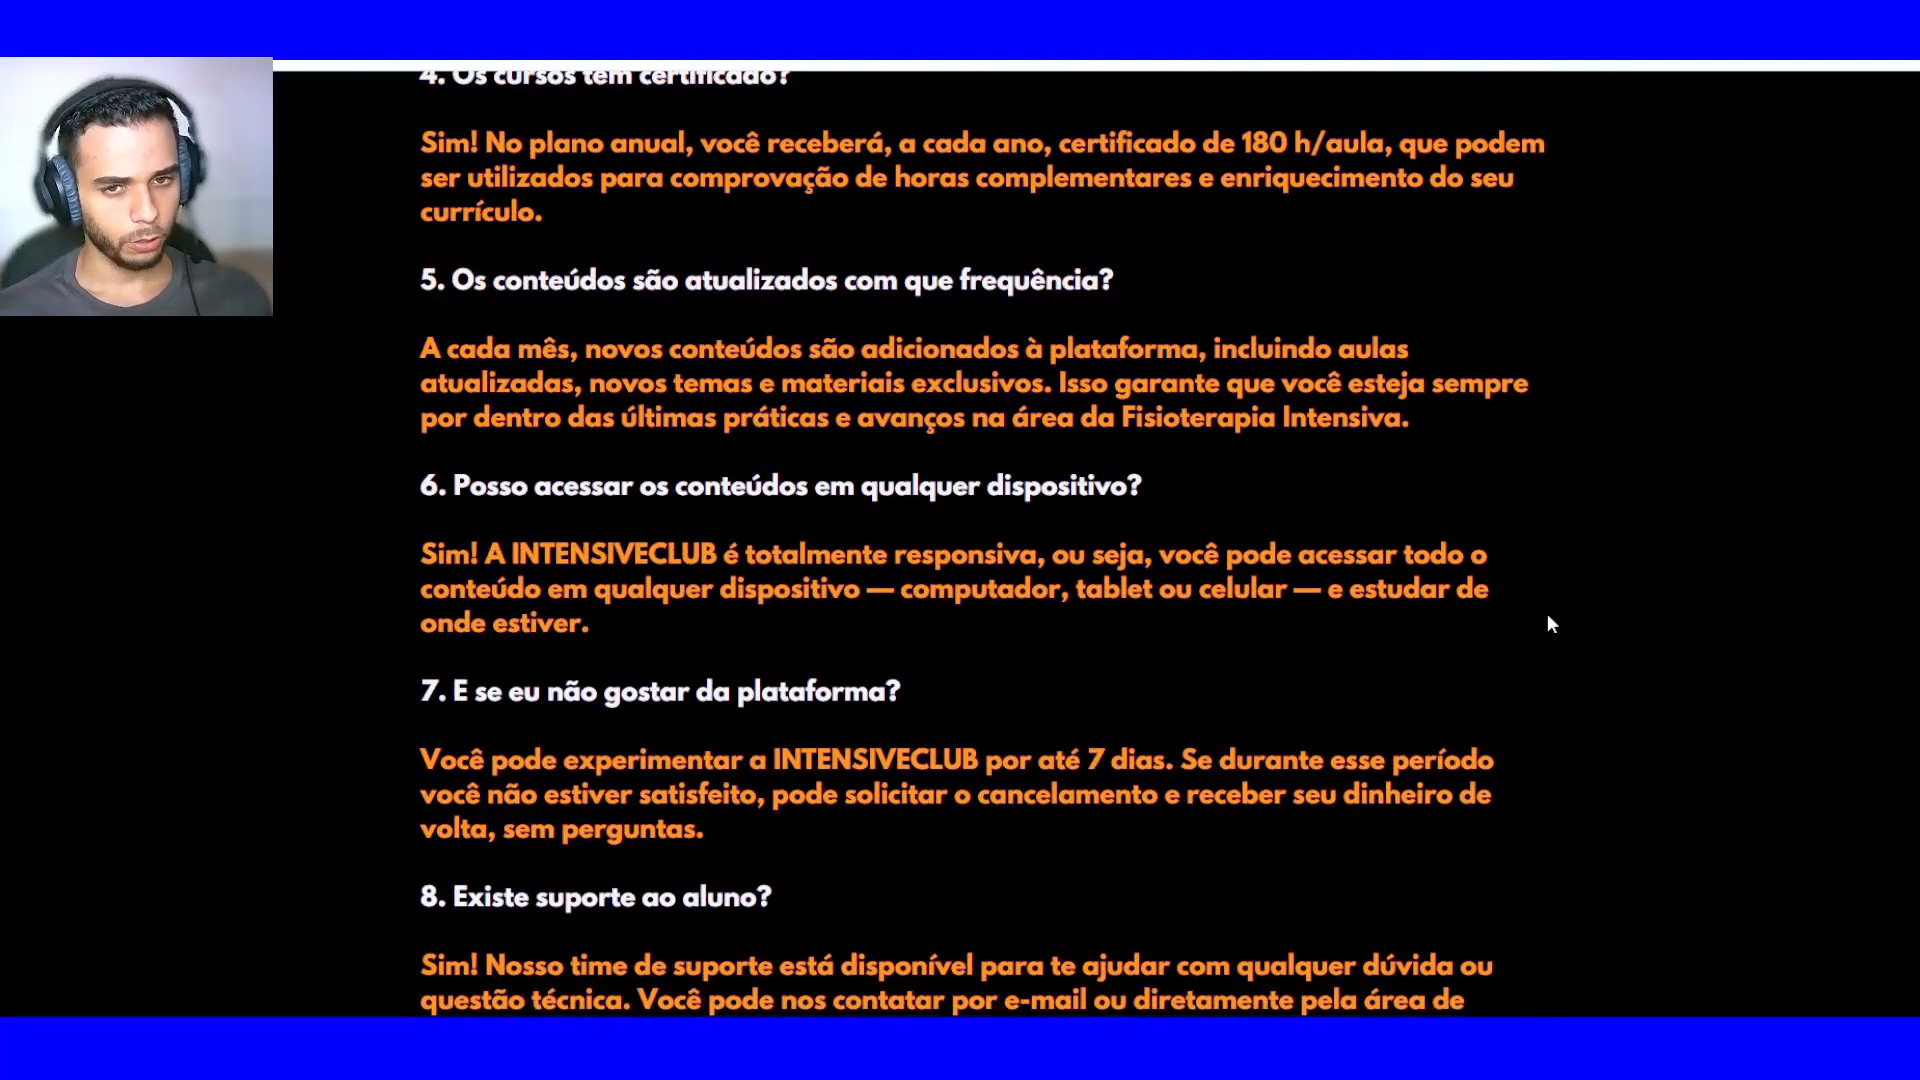 4. Os cursos têm certificado?
Sim! No plano anual, você receberá, a cada ano, certificado de 180 h/aula, que podem
ser utilizados para comprovação de horas complementares e enriquecimento do seu
currículo.
5. Os conteúdos são atualizados com que frequência?
A cada mês, novos conteúdos são adicionados à plataforma, incluindo aulas
atualizadas, novos temas e materiais exclusivos. Isso garante que você esteja sempre
por dentro das últimas práticas e avanços na área da Fisioterapia Intensiva.
6. Posso acessar os conteúdos em qualquer dispositivo?
Sim! A INTENSIVECLUB é totalmente responsiva, ou seja, você pode acessar todo o
conteúdo em qualquer dispositivo — computador, tablet ou celular — e estudar de
onde estiver.
7. E se eu não gostar da plataforma?
Você pode experimentar a INTENSIVECLUB por até 7 dias. Se durante esse período
você não estiver satisfeito, pode solicitar o cancelamento e receber seu dinheiro de
volta, sem perguntas.
8. Existe suporte ao aluno?
Sim! Nosso time de suporte está disponível para te ajudar com qualquer dúvida ou
questão técnica. Você pode nos contatar por e-mail ou diretamente pela área de